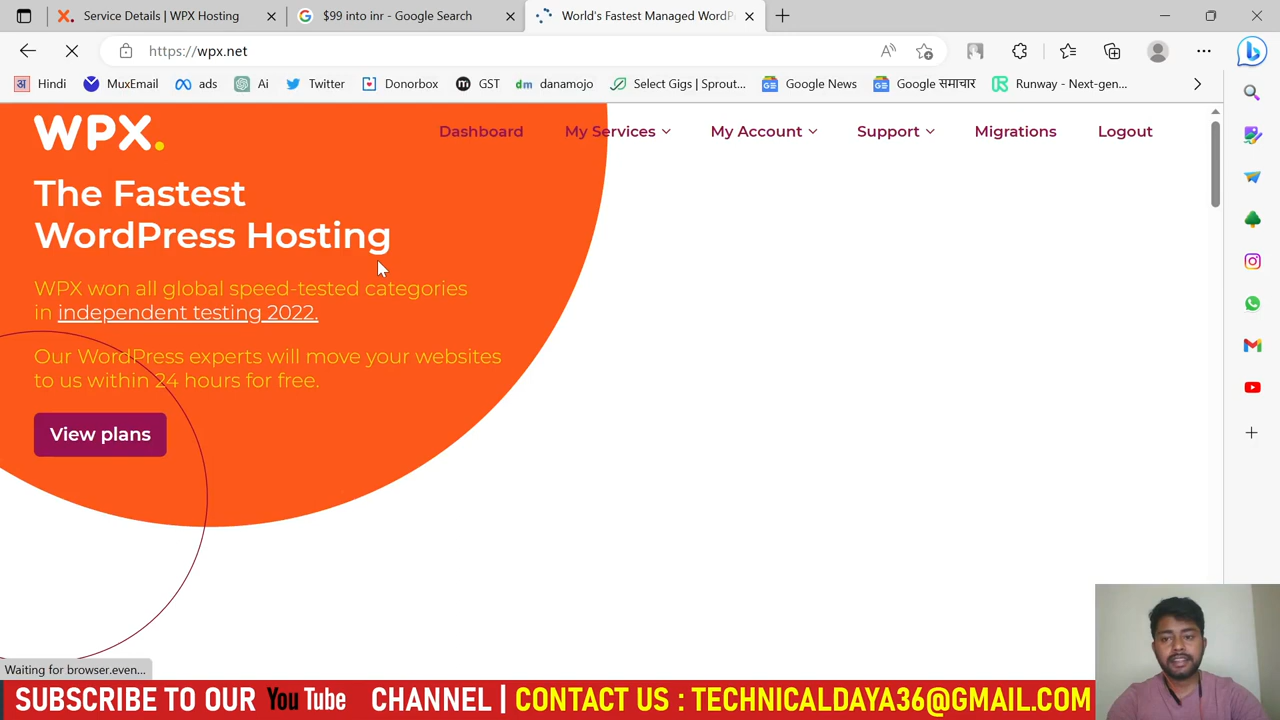 Service Details | WPX Hosting
$99 into inr - Google Search
World's Fastest Managed WordPr
https://wpx.net
Hindi
MuxEmail
ads
Ai
Twitter
Donorbox
GST
danamojo
Select Gigs | Sprout...
Google News
Google समाचार
Runway - Next-gen...
WPX.
Dashboard
My Services
My Account
Support
Migrations
Logout
The Fastest
WordPress Hosting
WPX won all global speed-tested categories
in independent testing 2022.
Our WordPress experts will move your websites
to us within 24 hours for free.
View plans
Waiting for browser.even...
SUBSCRIBE TO OUR YouTube CHANNEL | CONTACT US : TECHNICALDAYA36@GMAIL.COM